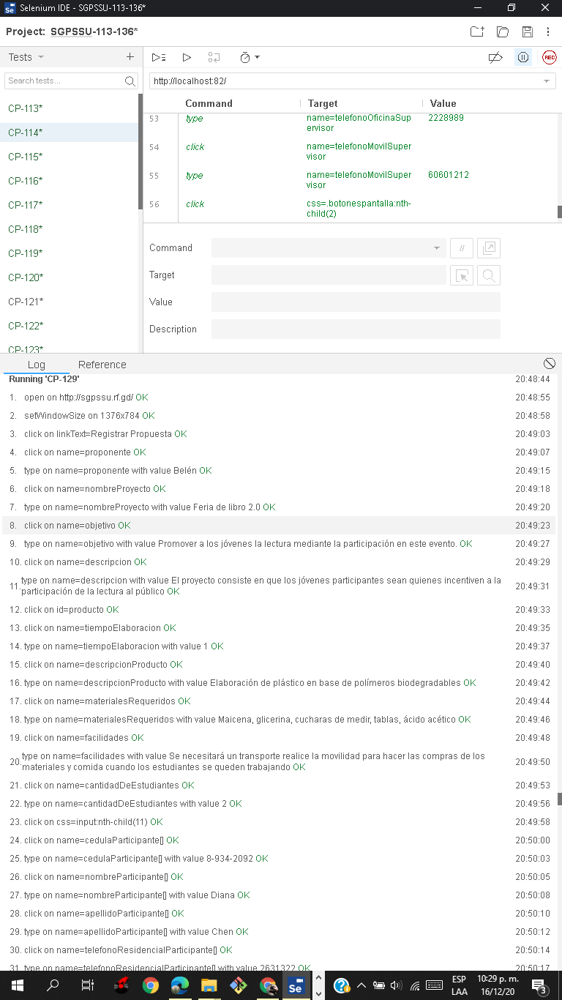 Selenium IDE - SGPSSU-113-136*
Project: SGPSSU-113-136*
Tests
Search tests...
http://localhost:82/
REC
Command Target Value
CP-113*
CP-114*
CP-115*
CP-116*
CP-117*
CP-118*
CP-119*
CP-120*
CP-121*
CP-122*
CP-123*
53 type name=telefonoOficinaSup 2228989
ervisor
54 click name=telefonoMovilSuper
visor
55 type name=telefonoMovilSuper 60601212
visor
56 click css=.botonespantalla:nth-
child(2)
Command
//
Target
Value
Description
Log Reference
Running 'CP-129' 20:48:44
1. open on http://sgpssu.rf.gd/ OK 20:48:55
2. setWindowSize on 1376x784 OK 20:48:58
3. click on linkText=Registrar Propuesta OK 20:49:03
4. click on name=proponente OK 20:49:07
5. type on name=proponente with value Belén OK 20:49:15
6. click on name=nombreProyecto OK 20:49:18
7. type on name=nombreProyecto with value Feria de libro 2.0 OK 20:49:20
8. click on name=objetivo OK 20:49:23
9. type on name=objetivo with value Promover a los jóvenes la lectura mediante la participación en este evento. OK 20:49:27
10. click on name=descripcion OK 20:49:29
11. type on name=descripcion with value El proyecto consiste en que los jóvenes participantes sean quienes incentiven a la
participación de la lectura al público OK 20:49:31
12. click on id=producto OK 20:49:33
13. click on name=tiempoElaboracion OK 20:49:35
14. type on name=tiempoElaboracion with value 1 OK 20:49:37
15. click on name=descripcionProducto OK 20:49:40
16. type on name=descripcionProducto with value Elaboración de plástico en base de polímeros biodegradables OK 20:49:42
17. click on name=materialesRequeridos OK 20:49:44
18. type on name=materialesRequeridos with value Maicena, glicerina, cucharas de medir, tablas, ácido acético OK 20:49:46
19. click on name=facilidades OK 20:49:48
20. type on name=facilidades with value Se necesitará un transporte realice la movilidad para hacer las compras de los
materiales y comida cuando los estudiantes se queden trabajando OK 20:49:50
21. click on name=cantidadDeEstudiantes OK 20:49:53
22. type on name=cantidadDeEstudiantes with value 2 OK 20:49:56
23. click on css=input:nth-child(11) OK 20:49:58
24. click on name=cedulaParticipante[] OK 20:50:00
25. type on name=cedulaParticipante[] with value 8-934-2092 OK 20:50:03
26. click on name=nombreParticipante[] OK 20:50:05
27. type on name=nombreParticipante[] with value Diana OK 20:50:08
28. click on name=apellidoParticipante[] OK 20:50:10
29. type on name=apellidoParticipante[] with value Chen OK 20:50:12
30. click on name=telefonoResidencialParticipante[] OK 20:50:14
31. type on name=telefonoResidencialParticipante[] with value 2631322 OK 20:50:17
Se
ESP
LAA
10:29 p. m.
16/12/20
3